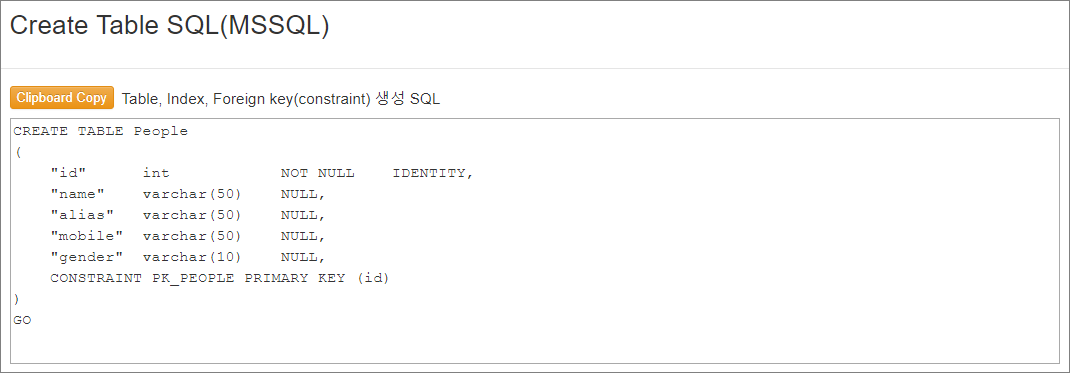 Create Table SQL(MSSQL)
Clipboard Copy Table, Index, Foreign key(constraint) 생성 SQL
CREATE TABLE People
(
    "id"      int            NOT NULL    IDENTITY,
    "name"    varchar(50)    NULL,
    "alias"   varchar(50)    NULL,
    "mobile"  varchar(50)    NULL,
    "gender"  varchar(10)    NULL,
    CONSTRAINT PK_PEOPLE PRIMARY KEY (id)
)
GO